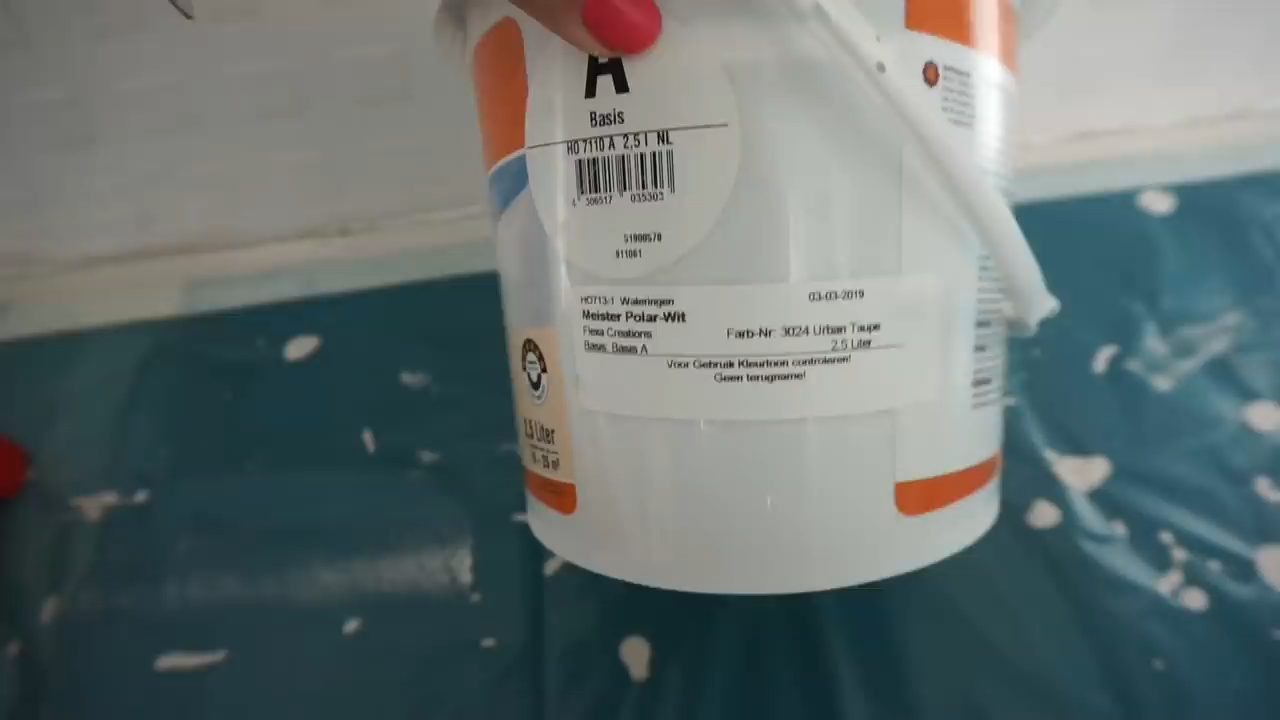 A
Basis
HO 7110 A 2,5 l NL
4 306517 035303
51900578
911061
HO713-1 Wateringen
03-03-2019
Meister Polar-Wit
Flexa Creations
Farb-Nr: 3024 Urban Taupe
Basis: Basis A
2.5 Liter
Voor Gebruik Kleurtoon controleren!
Geen terugname!
2,5 Liter